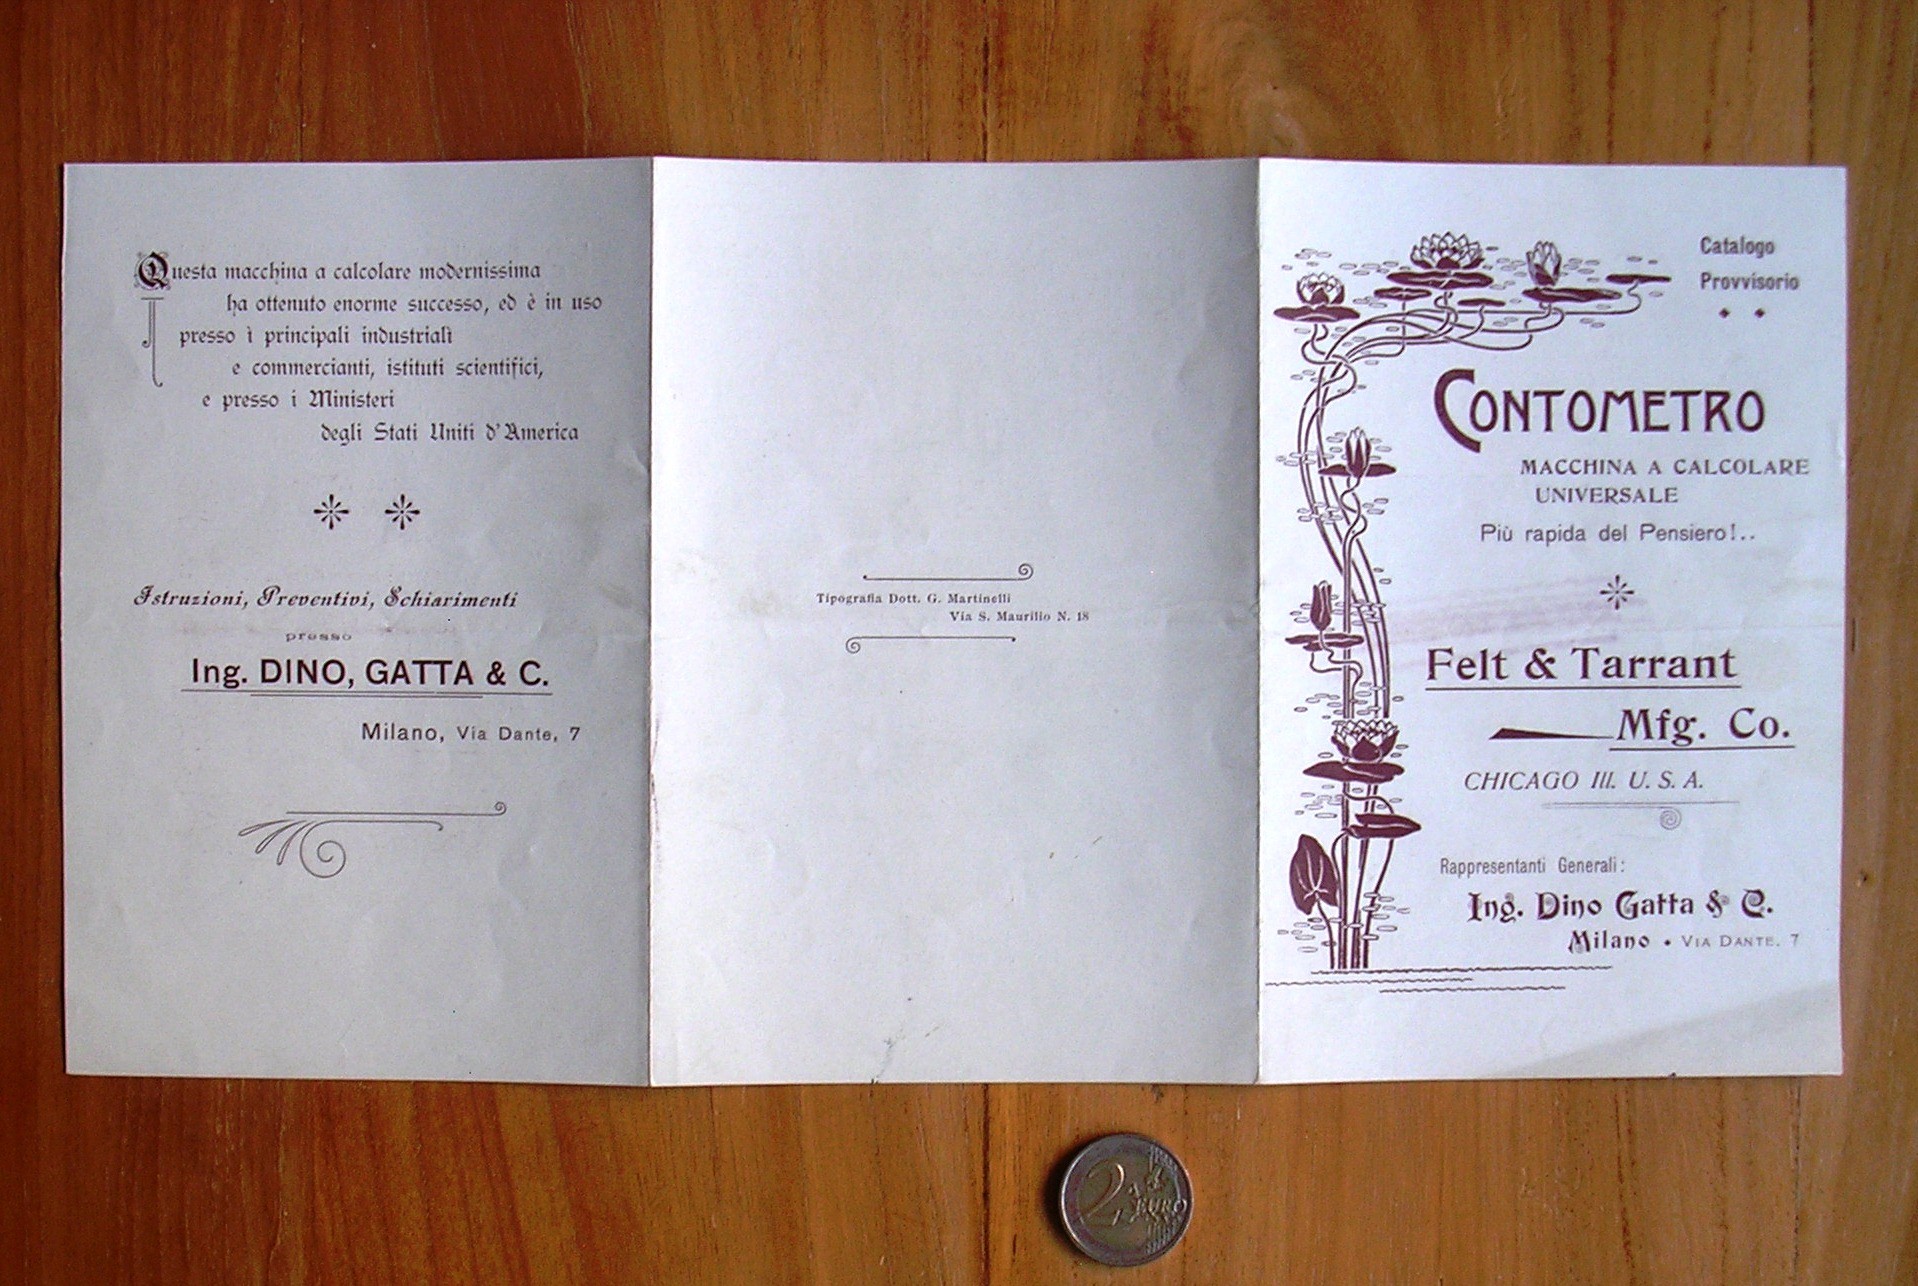 Questa macchina a calcolare modernissima
ha ottenuto enorme successo, ed è in uso
presso i principali industriali
e commercianti, istituti scientifici,
e presso i Ministeri
degli Stati Uniti d'America
Istruzioni, Preventivi, Schiarimenti
presso
Ing. DINO, GATTA & C.
Milano, Via Dante, 7
Tipografia Dott. G. Martinelli
Via S. Maurilio N. 18
Catalogo
Provvisorio
CONTOMETRO
MACCHINA A CALCOLARE
UNIVERSALE
Più rapida del Pensiero!..
Felt & Tarrant
Mfg. Co.
CHICAGO Ill. U. S. A.
Rappresentanti Generali:
Ing. Dino Gatta & C.
Milano • VIA DANTE, 7
2 EURO